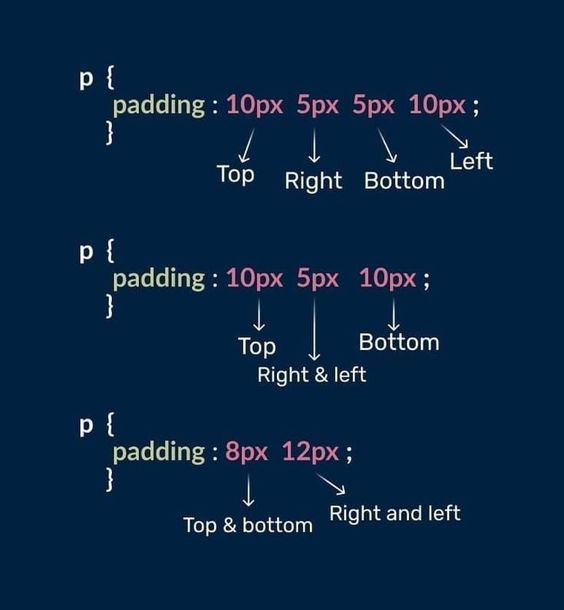 p {
padding : 10px 5px 5px 10px ;
}
Top Right Bottom Left
p {
padding : 10px 5px 10px ;
}
Top Bottom
Right & left
p {
padding : 8px 12px ;
}
Top & bottom Right and left